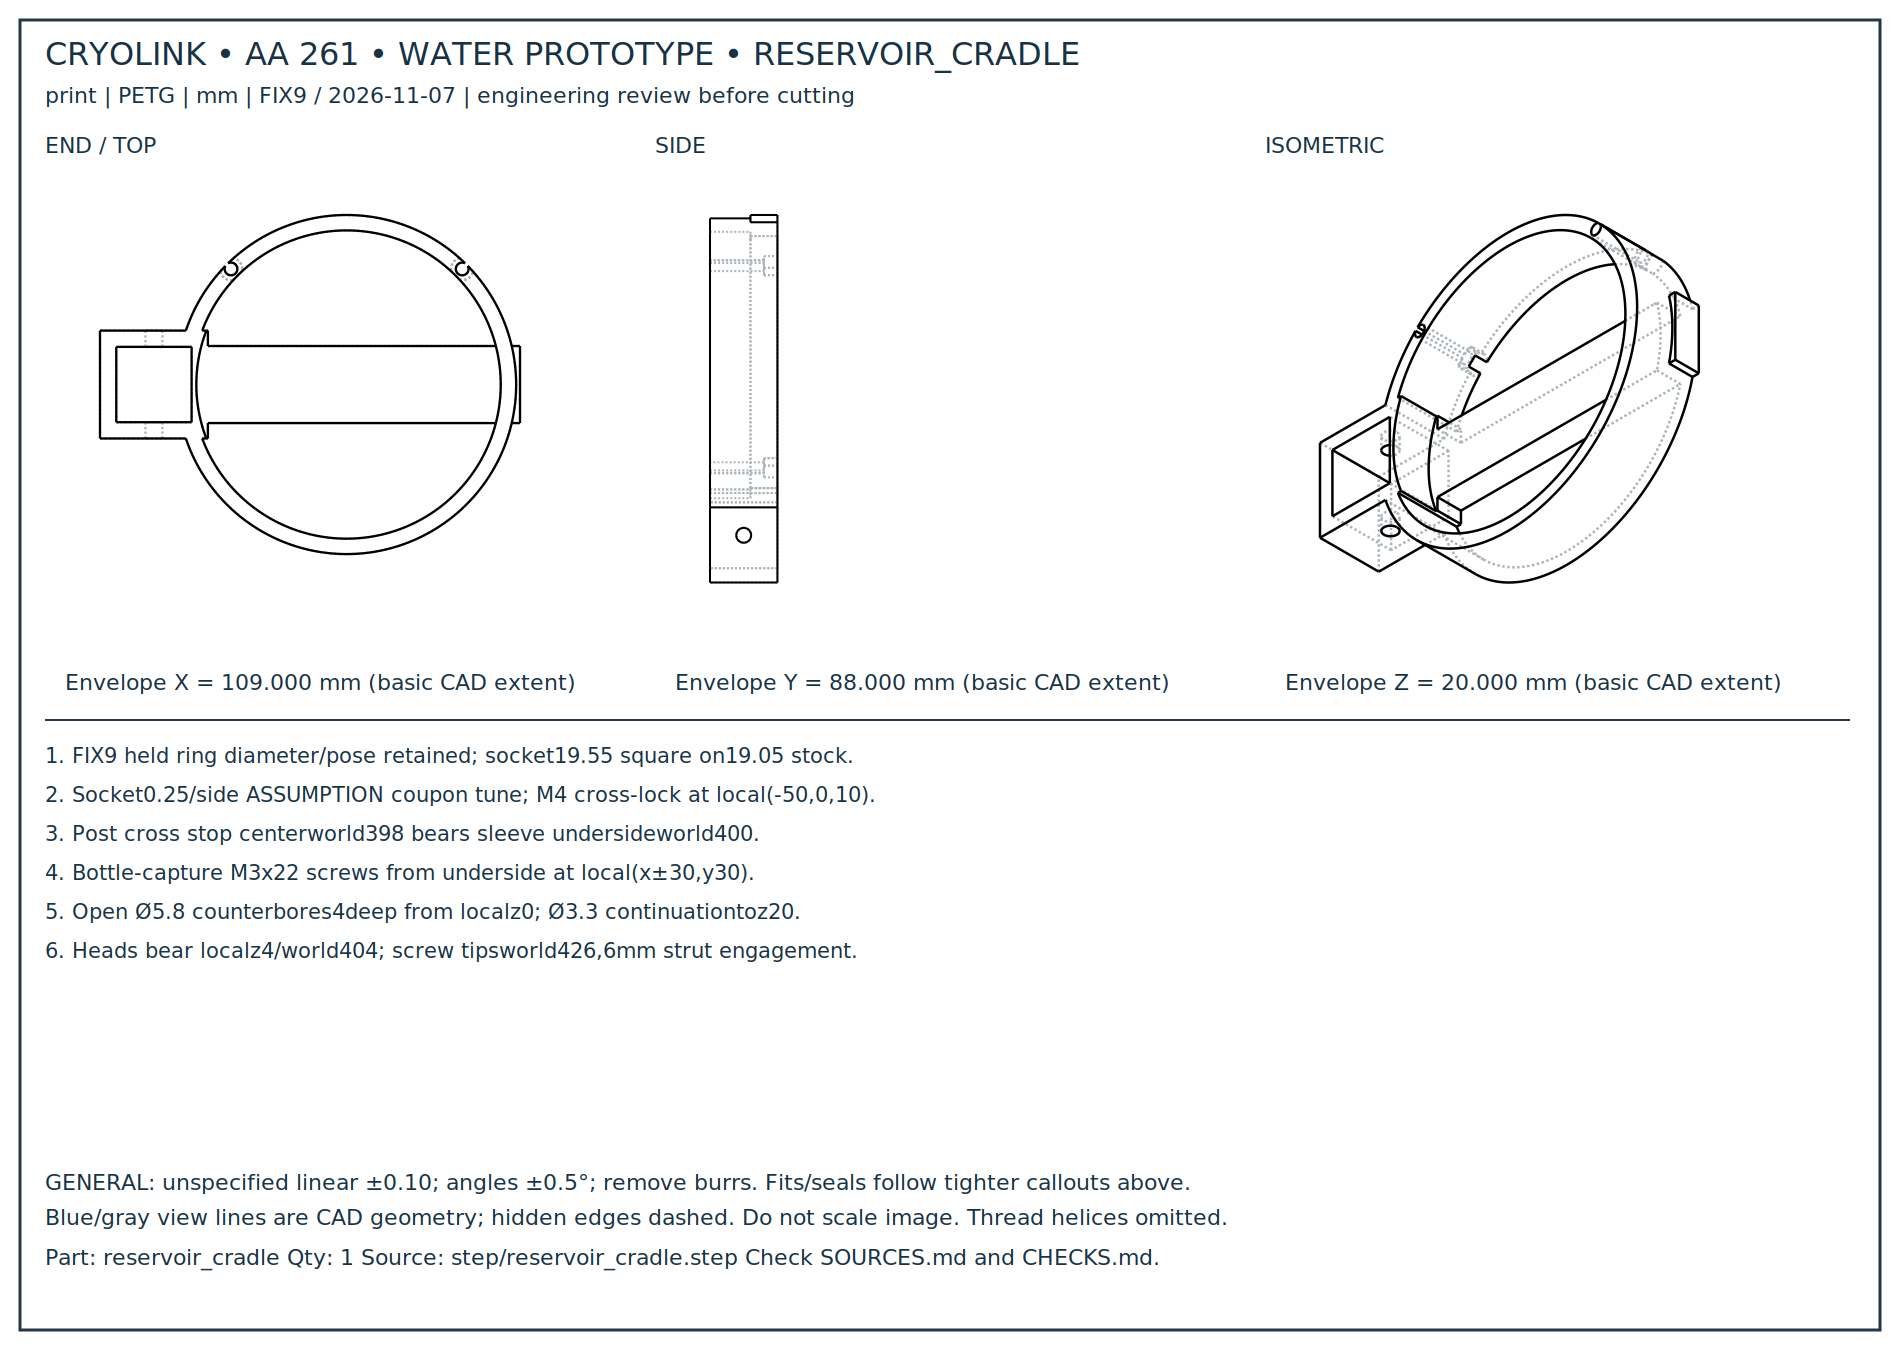 CRYOLINK • AA 261 • WATER PROTOTYPE • RESERVOIR_CRADLE
print | PETG | mm | FIX9 / 2026-11-07 | engineering review before cutting
END / TOP
SIDE
ISOMETRIC
Envelope X = 109.000 mm (basic CAD extent)
Envelope Y = 88.000 mm (basic CAD extent)
Envelope Z = 20.000 mm (basic CAD extent)
1. FIX9 held ring diameter/pose retained; socket19.55 square on19.05 stock.
2. Socket0.25/side ASSUMPTION coupon tune; M4 cross-lock at local(-50,0,10).
3. Post cross stop centerworld398 bears sleeve undersideworld400.
4. Bottle-capture M3x22 screws from underside at local(x±30,y30).
5. Open Ø5.8 counterbores4deep from localz0; Ø3.3 continuationtoz20.
6. Heads bear localz4/world404; screw tipsworld426,6mm strut engagement.
GENERAL: unspecified linear ±0.10; angles ±0.5°; remove burrs. Fits/seals follow tighter callouts above.
Blue/gray view lines are CAD geometry; hidden edges dashed. Do not scale image. Thread helices omitted.
Part: reservoir_cradle Qty: 1 Source: step/reservoir_cradle.step Check SOURCES.md and CHECKS.md.